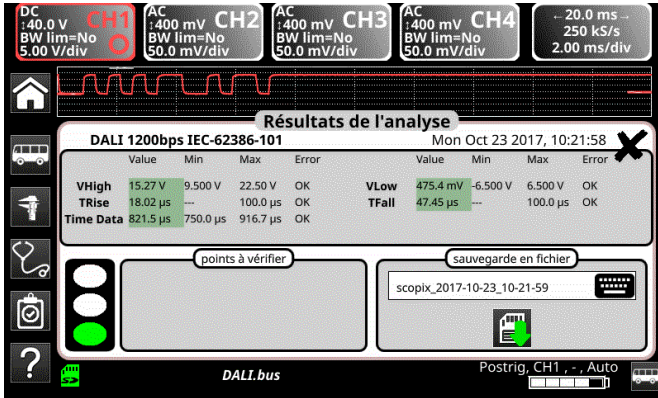 DC
↕40.0 V
CH1
BW lim=No
5.00 V/div
AC
↕400 mV
CH2
BW lim=No
50.0 mV/div
AC
↕400 mV
CH3
BW lim=No
50.0 mV/div
AC
↕400 mV
CH4
BW lim=No
50.0 mV/div
←20.0 ms→
250 kS/s
2.00 ms/div
Résultats de l'analyse
DALI 1200bps IEC-62386-101
Mon Oct 23 2017, 10:21:58
Value Min Max Error Value Min Max Error
VHigh 15.27 V 9.500 V 22.50 V OK VLow 475.4 mV -6.500 V 6.500 V OK
TRise 18.02 µs --- 100.0 µs OK TFall 47.45 µs --- 100.0 µs OK
Time Data 821.5 µs 750.0 µs 916.7 µs OK
points à vérifier
sauvegarde en fichier
scopix_2017-10-23_10-21-59
?
SD
DALI.bus
Postrig, CH1 , - , Auto